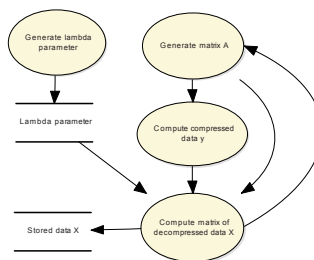 Generate lambda
parameter
Generate matrix A
Lambda parameter
Compute compressed
data y
Stored data X
Compute matrix of
decompressed data X